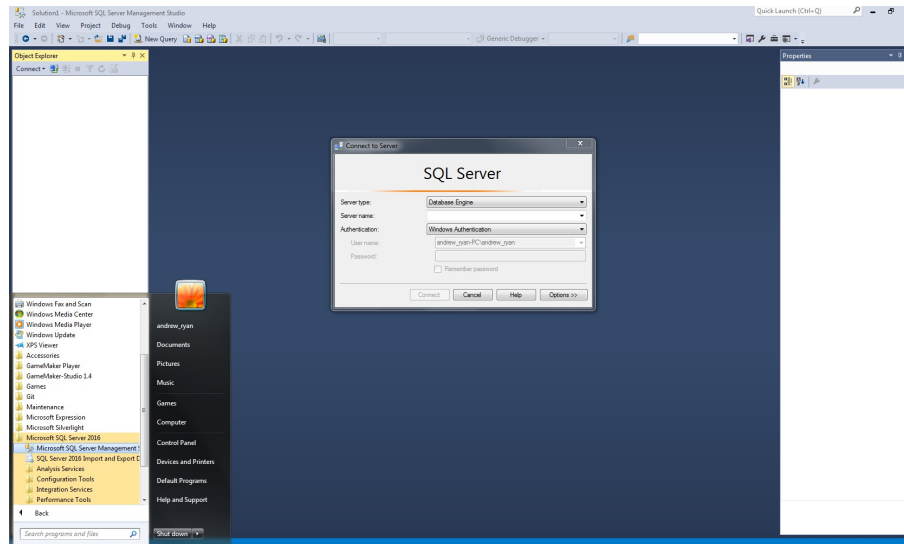 Solution1 - Microsoft SQL Server Management Studio
Quick Launch (Ctrl+Q)
File Edit View Project Debug Tools Window Help
New Query
Generic Debugger
Object Explorer
Properties
Connect
Connect to Server
SQL Server
Server type:
Database Engine
Server name:
Authentication:
Windows Authentication
User name:
andrew_ryan-PC\andrew_ryan
Password:
Remember password
Connect
Cancel
Help
Options >>
Windows Fax and Scan
Windows Media Center
Windows Media Player
Windows Update
XPS Viewer
Accessories
GameMaker Player
GameMaker-Studio 1.4
Games
Git
Maintenance
Microsoft Expression
Microsoft Silverlight
Microsoft SQL Server 2016
Microsoft SQL Server Management S
SQL Server 2016 Import and Export D
Analysis Services
Configuration Tools
Integration Services
Performance Tools
Back
Search programs and files
andrew_ryan
Documents
Pictures
Music
Games
Computer
Control Panel
Devices and Printers
Default Programs
Help and Support
Shut down